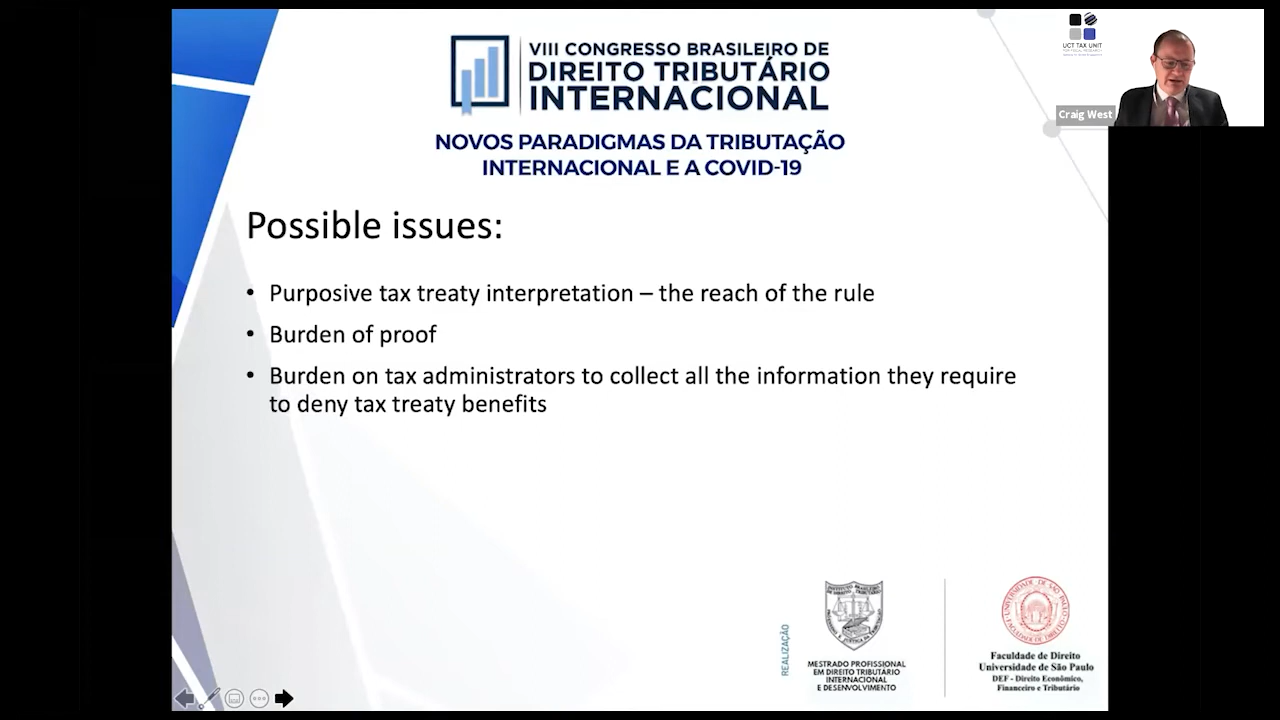 VIII CONGRESSO BRASILEIRO DE
DIREITO TRIBUTÁRIO
INTERNACIONAL
NOVOS PARADIGMAS DA TRIBUTAÇÃO
INTERNACIONAL E A COVID-19
UCT TAX UNIT
Craig West
Possible issues:
• Purposive tax treaty interpretation – the reach of the rule
• Burden of proof
• Burden on tax administrators to collect all the information they require
to deny tax treaty benefits
REALIZAÇÃO
MESTRADO PROFISSIONAL
EM DIREITO TRIBUTÁRIO
INTERNACIONAL
E DESENVOLVIMENTO
Faculdade de Direito
Universidade de São Paulo
DEF - Direito Econômico,
Financeiro e Tributário